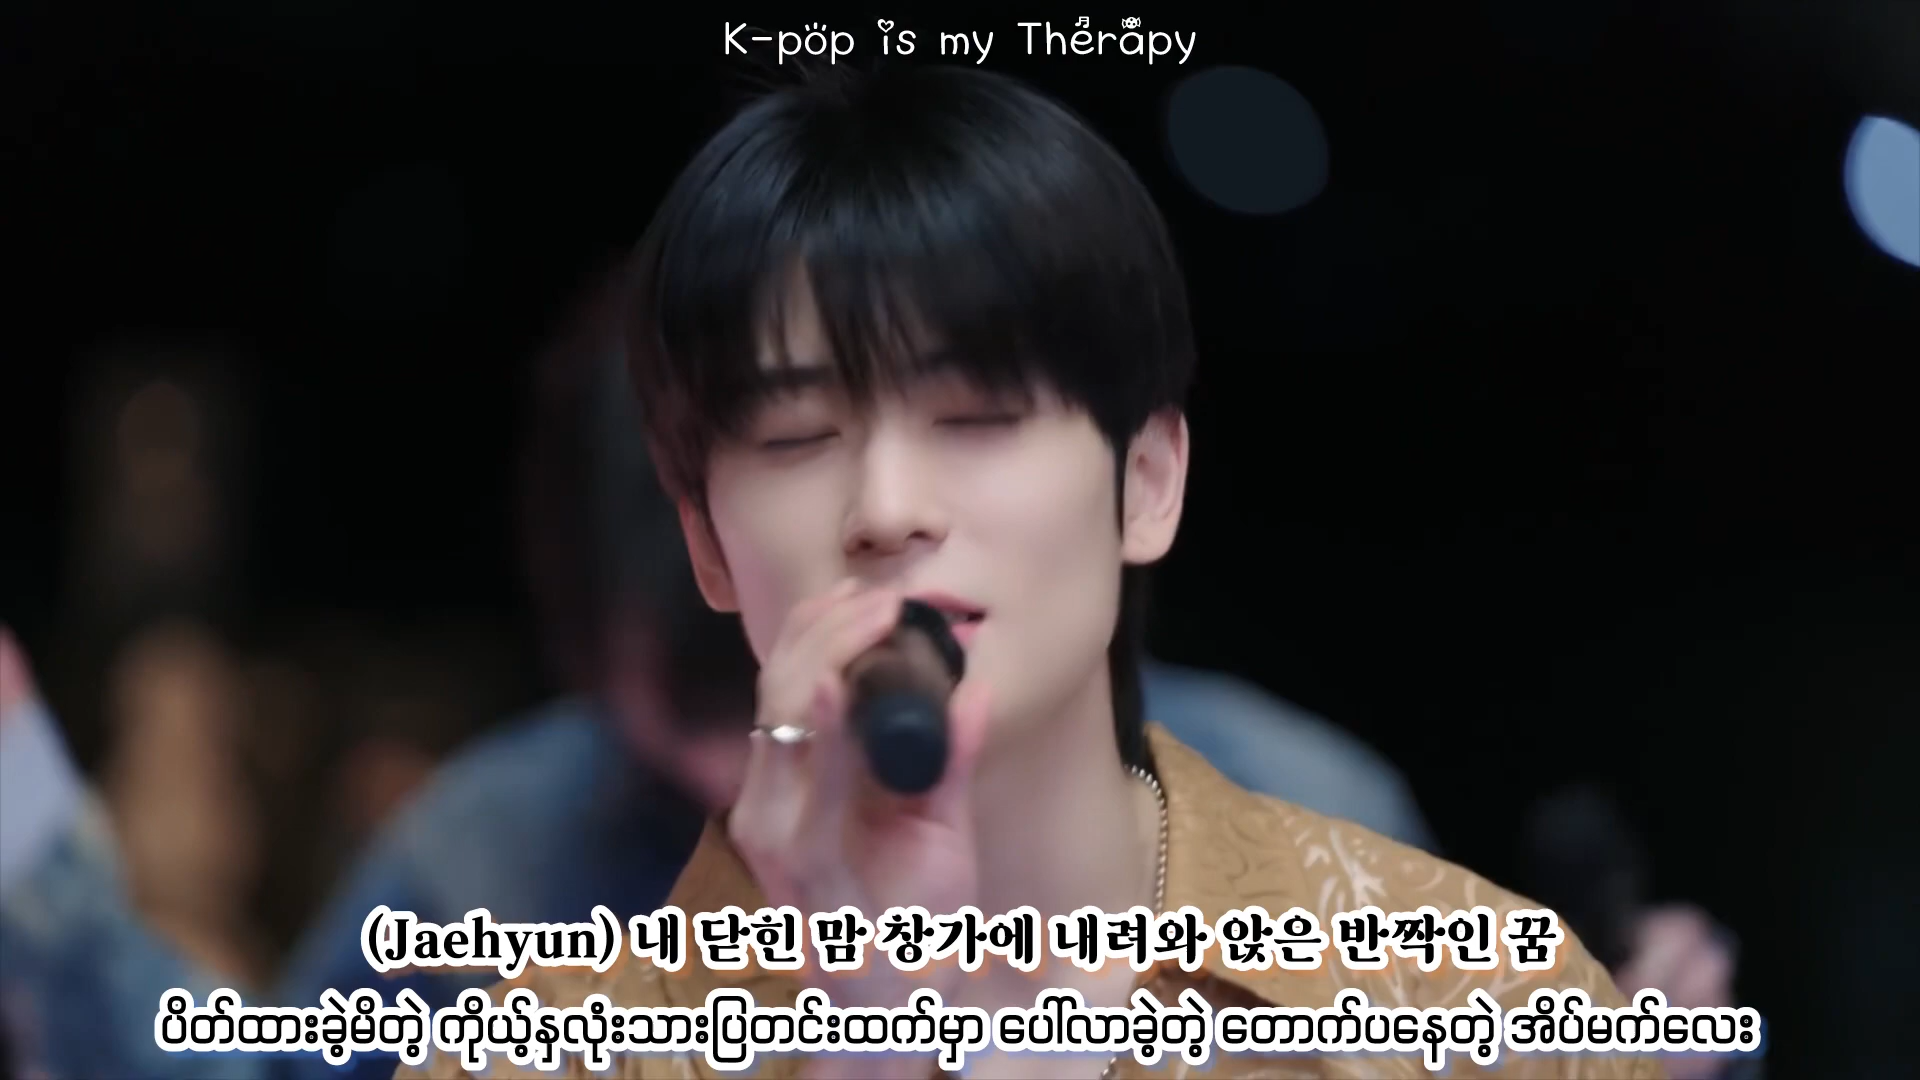 K-pop is my Therapy
(Jaehyun) 내 닫힌 맘 창가에 내려와 앉은 반짝인 꿈
ပိတ်ထားခဲ့မိတဲ့ ကိုယ့်နှလုံးသားပြတင်းထက်မှာ ပေါ်လာခဲ့တဲ့ တောက်ပနေတဲ့ အိပ်မက်လေး